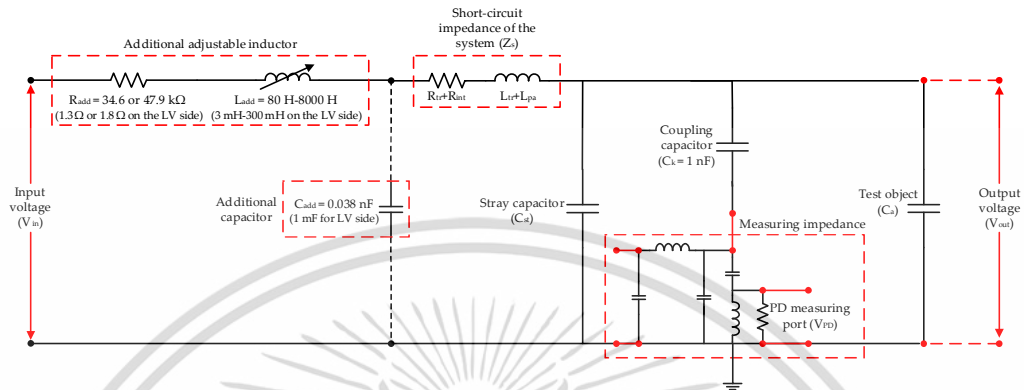 Additional adjustable inductor
Short-circuit
impedance of the
system (Zs)
Radd = 34.6 or 47.9 kΩ
(1.3 Ω or 1.8 Ω on the LV side)
Ladd = 80 H-8000 H
(3 mH-300 mH on the LV side)
Rtr+Rint
Ltr+Lpa
Coupling
capacitor
(Ck = 1 nF)
Input
voltage
(Vin)
Additional
capacitor
Cadd = 0.038 nF
(1 mF for LV side)
Stray capacitor
(Cst)
Test object
(Ca)
Output
voltage
(Vout)
Measuring impedance
PD measuring
port (VPD)